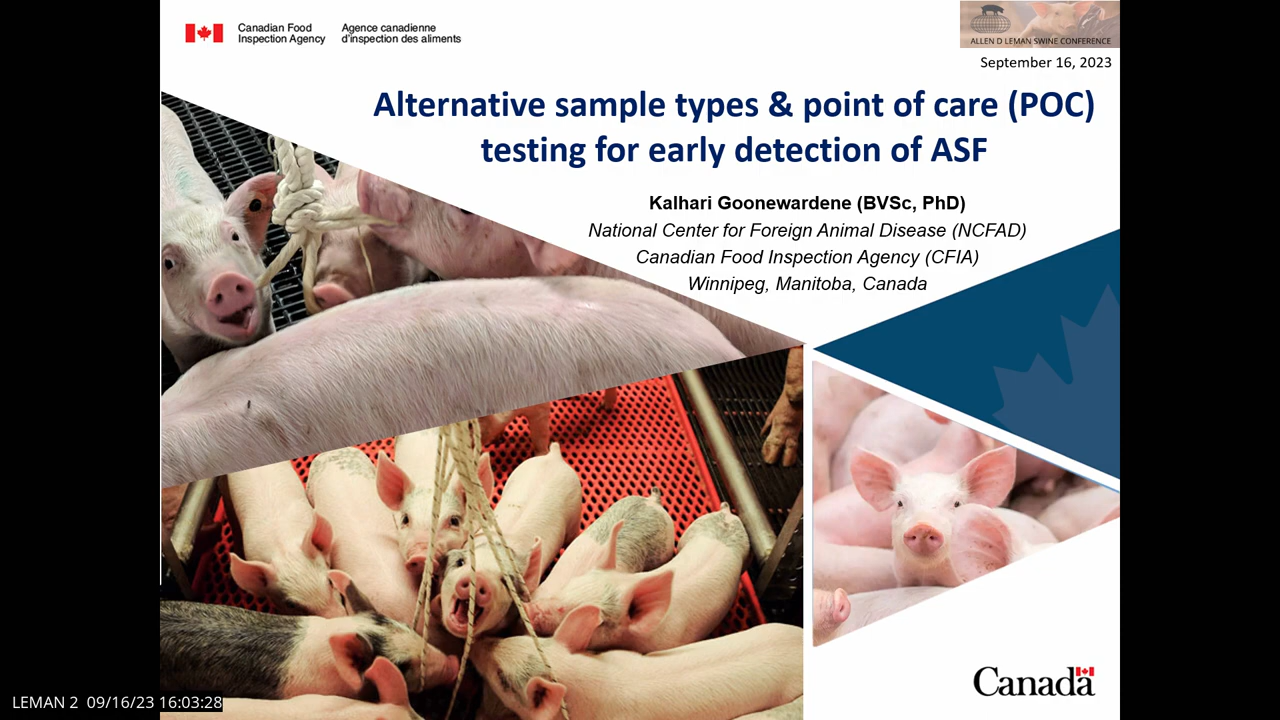 Canadian Food
Inspection Agency
Agence canadienne
d'inspection des aliments
ALLEN D LEMAN SWINE CONFERENCE
September 16, 2023
Alternative sample types & point of care (POC)
testing for early detection of ASF
Kalhari Goonewardene (BVSc, PhD)
National Center for Foreign Animal Disease (NCFAD)
Canadian Food Inspection Agency (CFIA)
Winnipeg, Manitoba, Canada
Canada
LEMAN 2 09/16/23 16:03:28